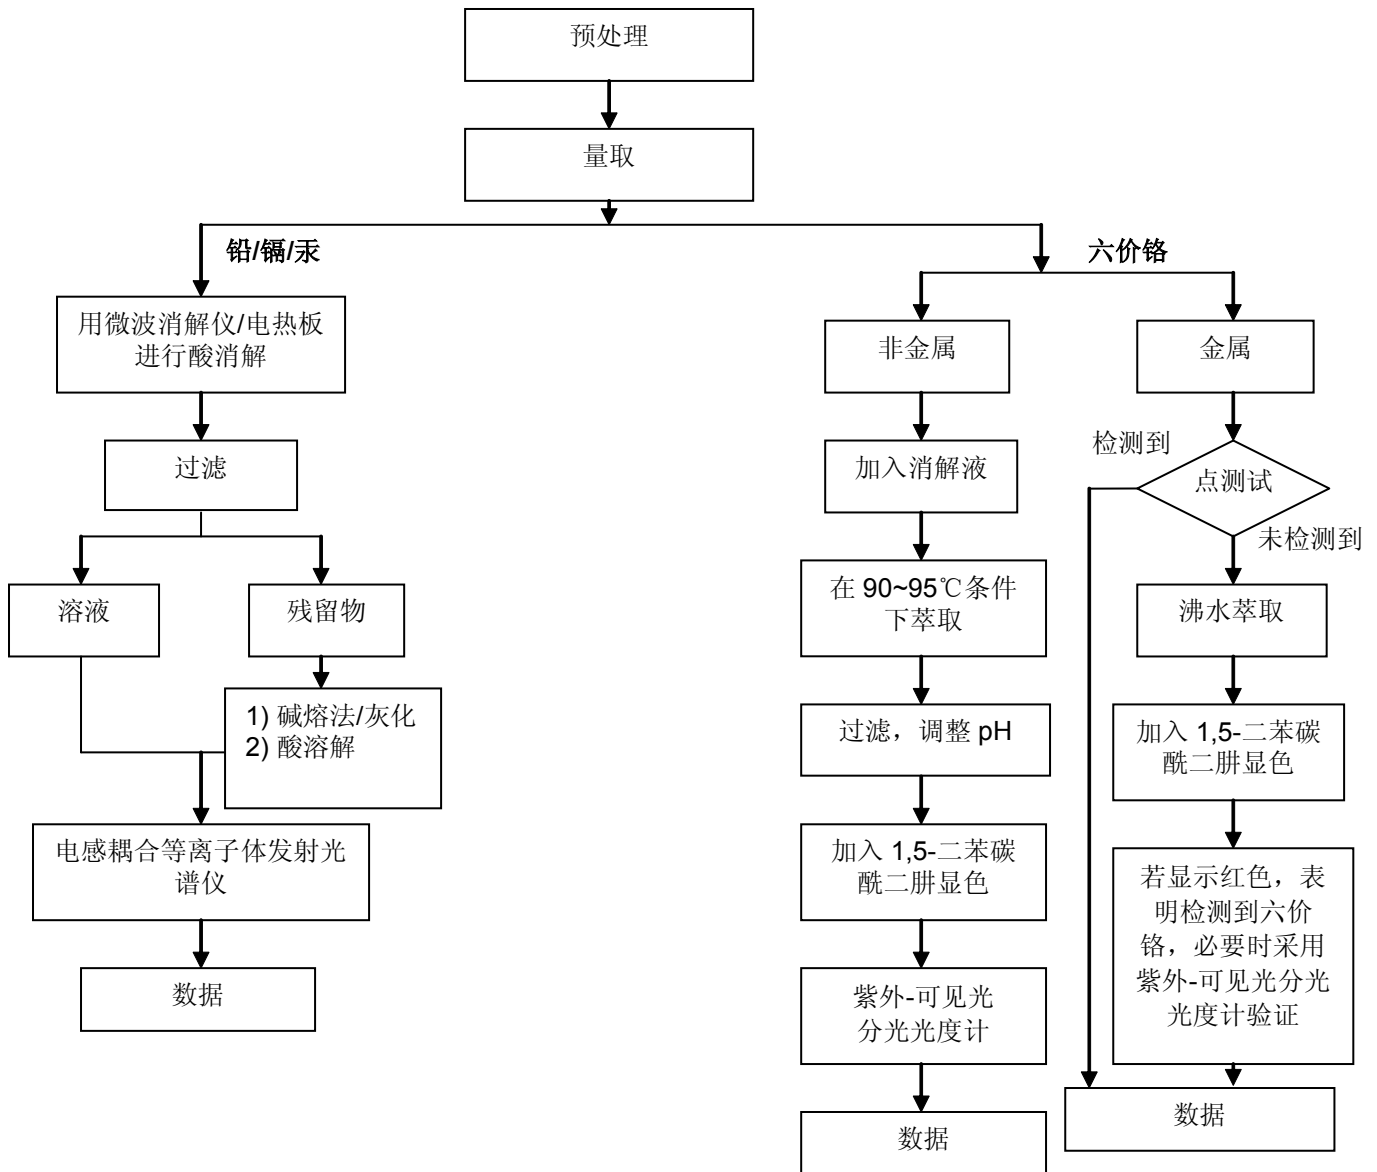 预处理
量取
铅/镉/汞
用微波消解仪/电热板
进行酸消解
过滤
溶液
残留物
1) 碱熔法/灰化
2) 酸溶解
电感耦合等离子体发射光
谱仪
数据
六价铬
非金属
加入消解液
在 90~95℃条件
下萃取
过滤，调整 pH
加入 1,5-二苯碳
酰二肼显色
紫外-可见光
分光光度计
数据
金属
检测到
点测试
未检测到
沸水萃取
加入 1,5-二苯碳
酰二肼显色
若显示红色，表
明检测到六价
铬，必要时采用
紫外-可见光分光
光度计验证
数据